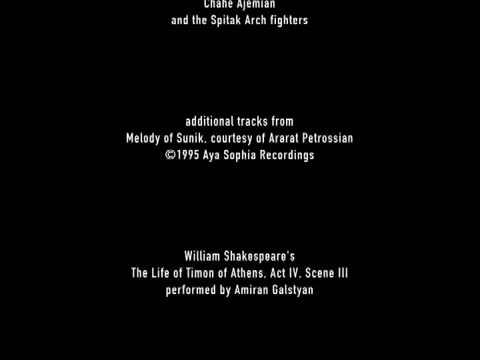 Chahe Ajemian
and the Spitak Arch fighters
additional tracks from
Melody of Sunik, courtesy of Ararat Petrossian
©1995 Aya Sophia Recordings
William Shakespeare's
The Life of Timon of Athens, Act IV, Scene III
performed by Amiran Galstyan